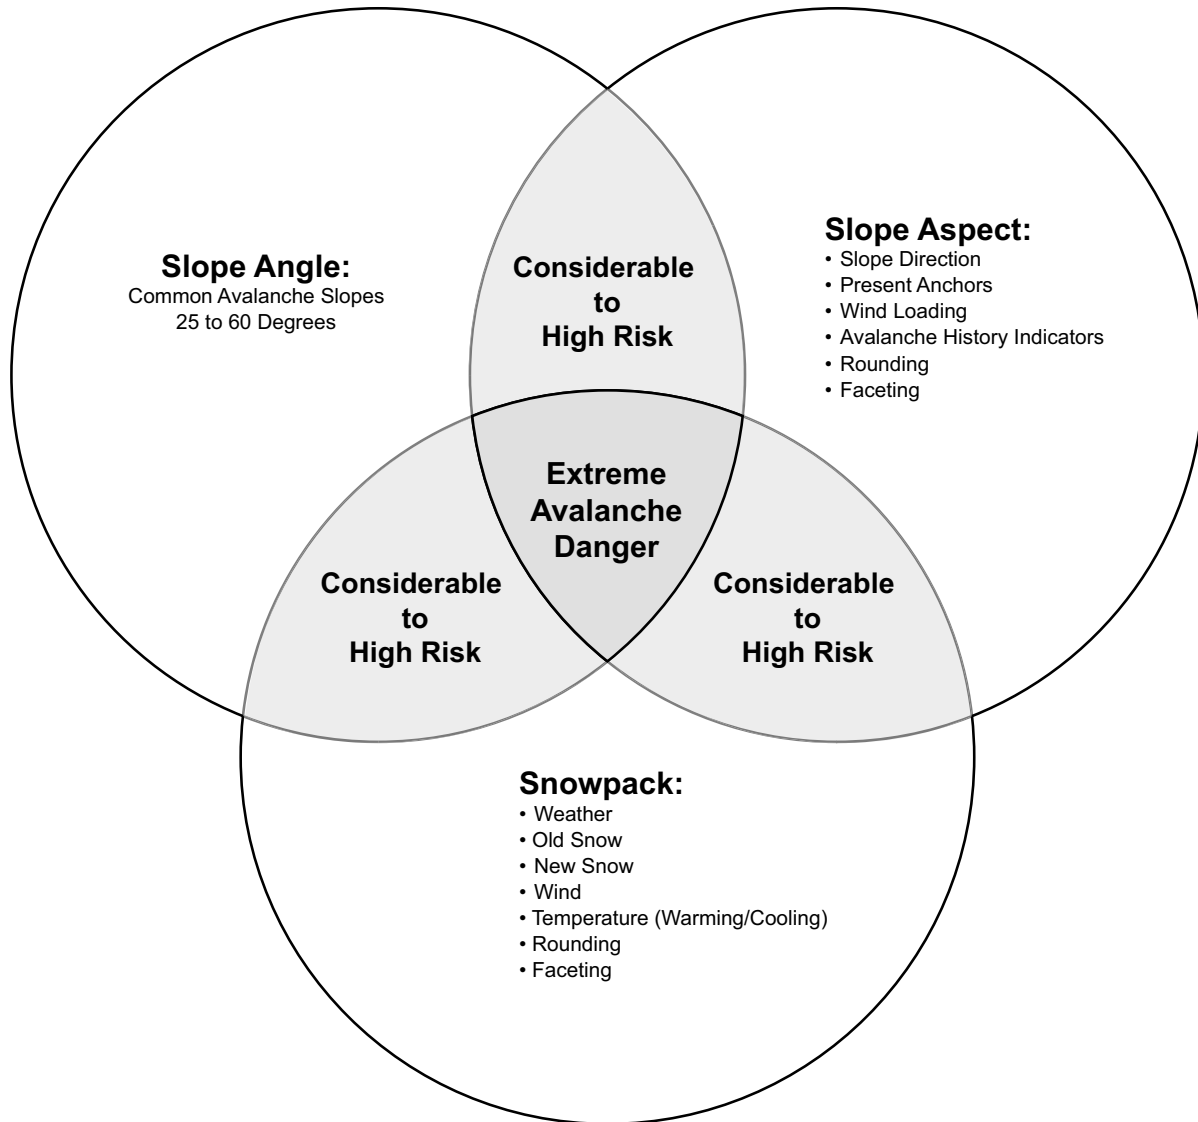 Slope Angle:
Common Avalanche Slopes
25 to 60 Degrees
Considerable
to
High Risk
Slope Aspect:
• Slope Direction
• Present Anchors
• Wind Loading
• Avalanche History Indicators
• Rounding
• Faceting
Extreme
Avalanche
Danger
Considerable
to
High Risk
Considerable
to
High Risk
Snowpack:
• Weather
• Old Snow
• New Snow
• Wind
• Temperature (Warming/Cooling)
• Rounding
• Faceting